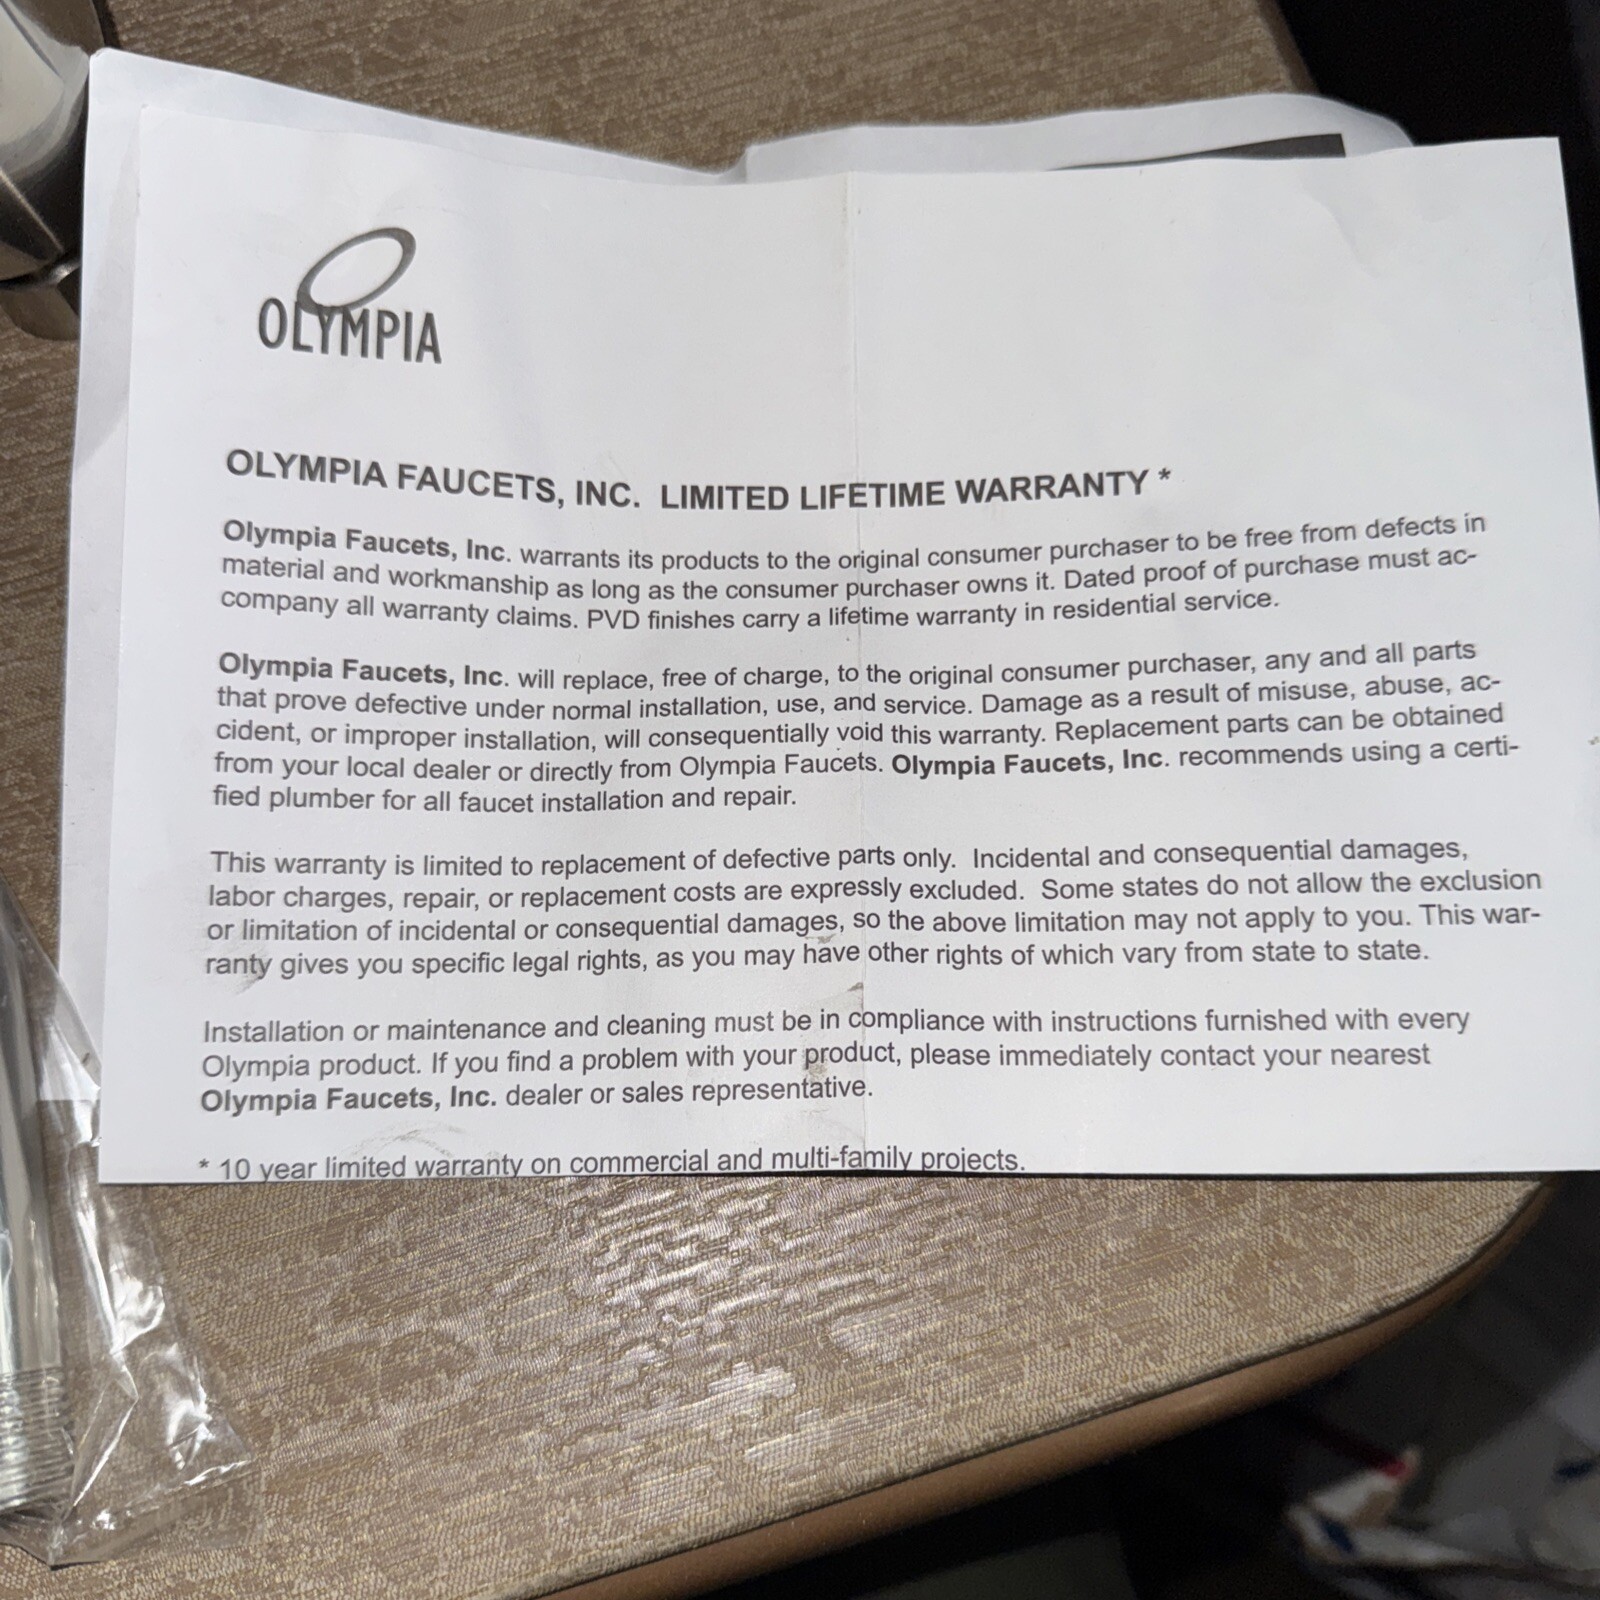 OLYMPIA
OLYMPIA FAUCETS, INC. LIMITED LIFETIME WARRANTY *
Olympia Faucets, Inc. warrants its products to the original consumer purchaser to be free from defects in
material and workmanship as long as the consumer purchaser owns it. Dated proof of purchase must ac-
company all warranty claims. PVD finishes carry a lifetime warranty in residential service.
Olympia Faucets, Inc. will replace, free of charge, to the original consumer purchaser, any and all parts
that prove defective under normal installation, use, and service. Damage as a result of misuse, abuse, ac-
cident, or improper installation, will consequentially void this warranty. Replacement parts can be obtained
from your local dealer or directly from Olympia Faucets. Olympia Faucets, Inc. recommends using a certi-
fied plumber for all faucet installation and repair.
This warranty is limited to replacement of defective parts only. Incidental and consequential damages,
labor charges, repair, or replacement costs are expressly excluded. Some states do not allow the exclusion
or limitation of incidental or consequential damages, so the above limitation may not apply to you. This war-
ranty gives you specific legal rights, as you may have other rights of which vary from state to state.
Installation or maintenance and cleaning must be in compliance with instructions furnished with every
Olympia product. If you find a problem with your product, please immediately contact your nearest
Olympia Faucets, Inc. dealer or sales representative.
* 10 year limited warranty on commercial and multi-family projects.